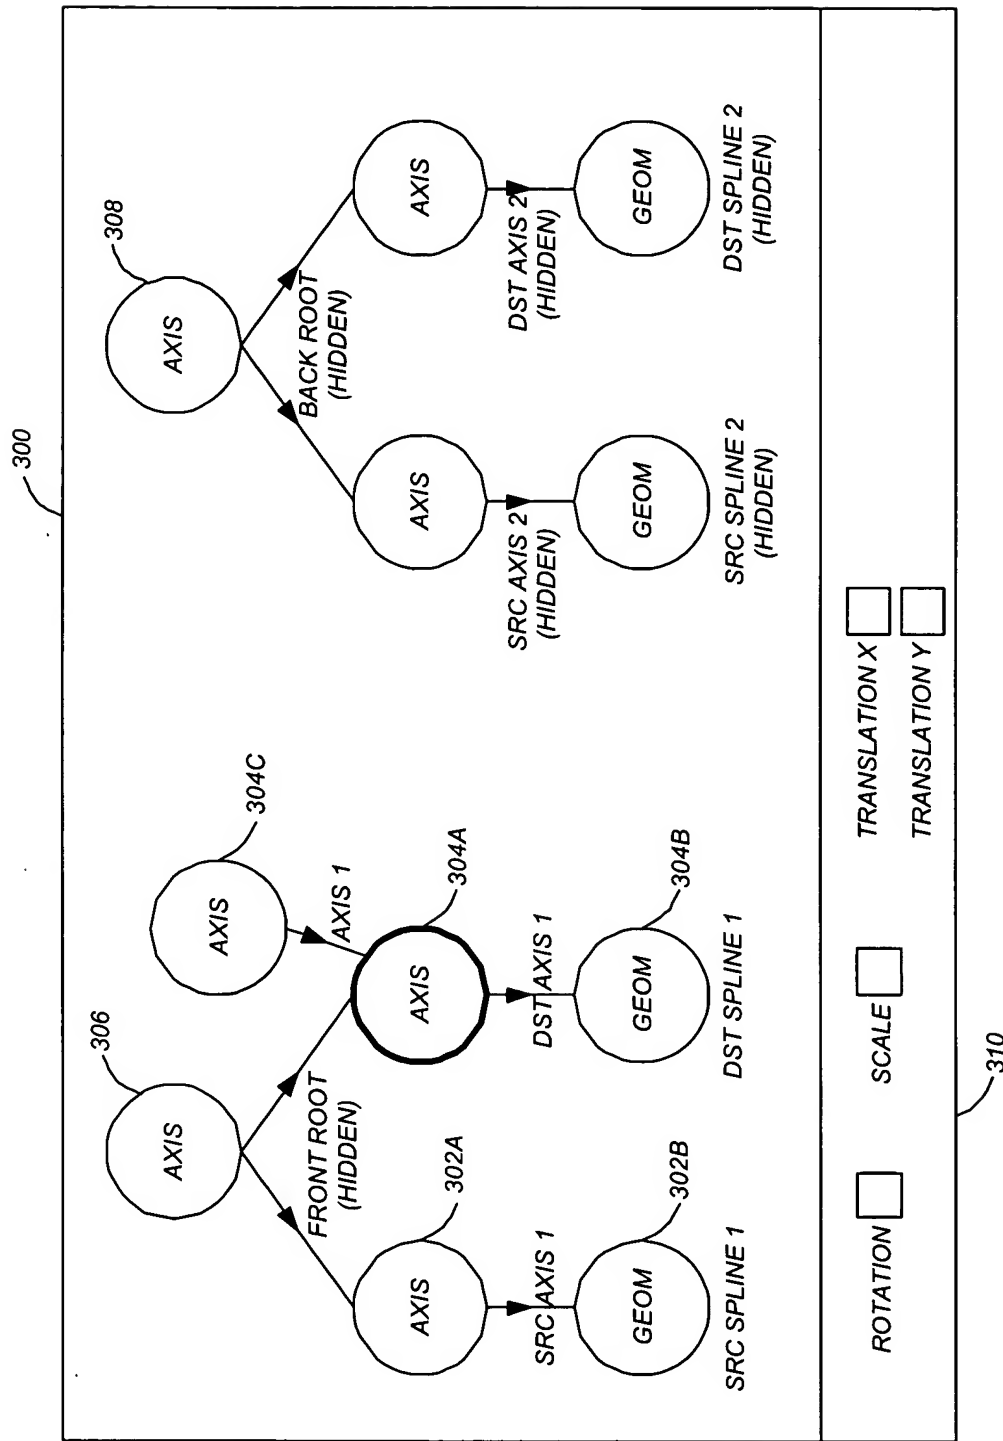 300
306
AXIS
304C
AXIS
308
AXIS
FRONT ROOT
(HIDDEN)
AXIS 1
BACK ROOT
(HIDDEN)
302A
AXIS
304A
AXIS
AXIS
AXIS
SRC AXIS 1
DST AXIS 1
SRC AXIS 2
(HIDDEN)
DST AXIS 2
(HIDDEN)
302B
GEOM
304B
GEOM
GEOM
GEOM
SRC SPLINE 1
DST SPLINE 1
SRC SPLINE 2
(HIDDEN)
DST SPLINE 2
(HIDDEN)
ROTATION
SCALE
TRANSLATION X
TRANSLATION Y
310